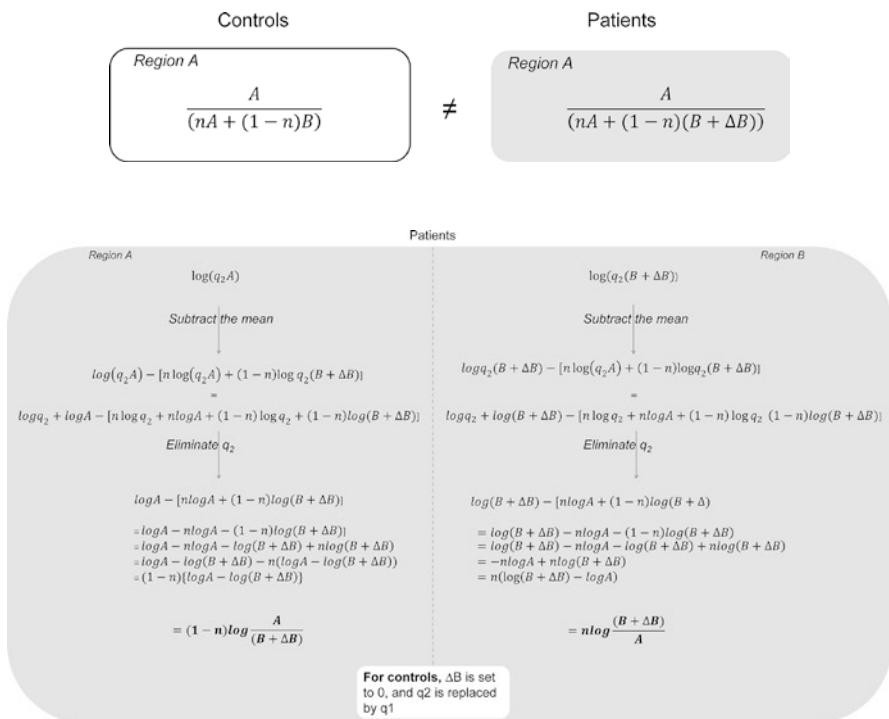 Controls
Patients
Region A
A
(nA + (1 − n)B)
≠
Region A
A
(nA + (1 − n)(B + ΔB))
Patients
Region A
log(q₂A)
Subtract the mean
log(q₂A) − [n log(q₂A) + (1 − n)log q₂(B + ΔB)]
=
logq₂ + logA − [n log q₂ + nlogA + (1 − n) log q₂ + (1 − n)log(B + ΔB)]
Eliminate q₂
logA − [nlogA + (1 − n)log(B + ΔB)]
= logA − nlogA − (1 − n)log(B + ΔB)]
= logA − nlogA − log(B + ΔB) + nlog(B + ΔB)
= logA − log(B + ΔB) − n(logA − log(B + ΔB))
= (1 − n){logA − log(B + ΔB)}
= (1 − n)log A
(B + ΔB)
Region B
log(q₂(B + ΔB))
Subtract the mean
logq₂(B + ΔB) − [n log(q₂A) + (1 − n)logq₂(B + ΔB)]
=
logq₂ + log(B + ΔB) − [n log q₂ + nlogA + (1 − n) log q₂ (1 − n)log(B + ΔB)]
Eliminate q₂
log(B + ΔB) − [nlogA + (1 − n)log(B + Δ)
= log(B + ΔB) − nlogA − (1 − n)log(B + ΔB)
= log(B + ΔB) − nlogA − log(B + ΔB) + nlog(B + ΔB)
= −nlogA + nlog(B + ΔB)
= n(log(B + ΔB) − logA)
= nlog (B + ΔB)
A
For controls, ΔB is set
to 0, and q2 is replaced
by q1